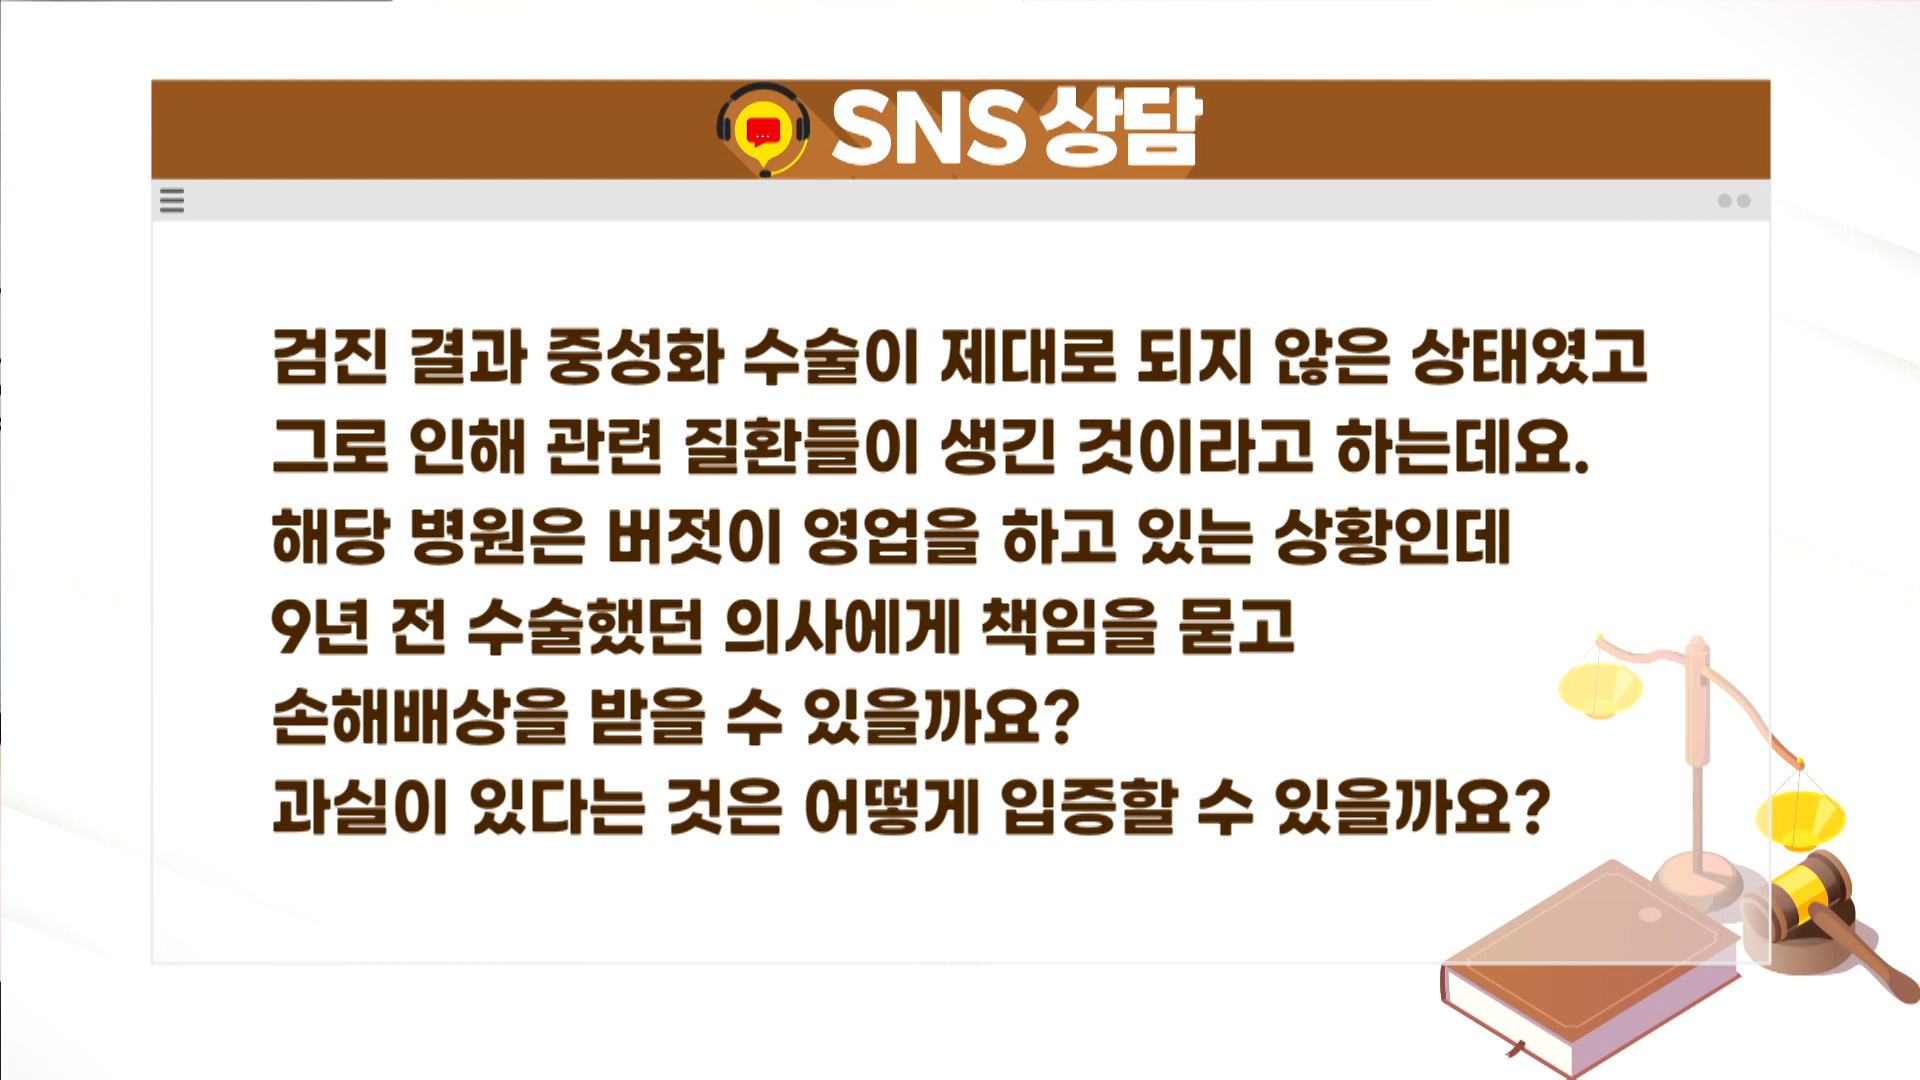 SNS 상담
검진 결과 중성화 수술이 제대로 되지 않은 상태였고
그로 인해 관련 질환들이 생긴 것이라고 하는데요.
해당 병원은 버젓이 영업을 하고 있는 상황인데
9년 전 수술했던 의사에게 책임을 묻고
손해배상을 받을 수 있을까요?
과실이 있다는 것은 어떻게 입증할 수 있을까요?